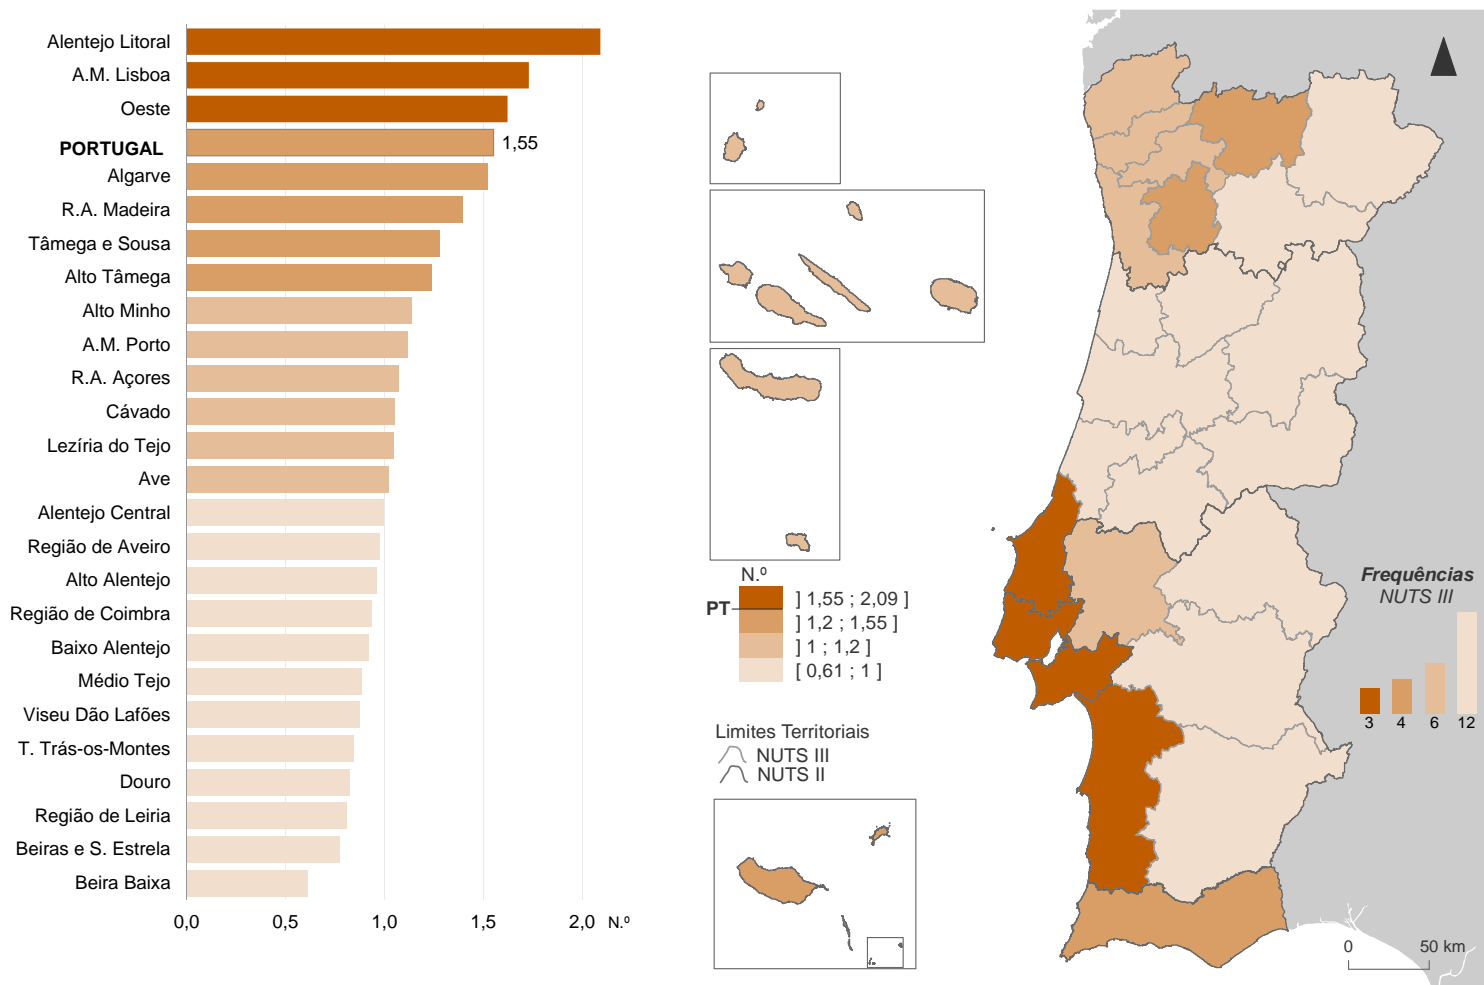 Alentejo Litoral
A.M. Lisboa
Oeste
PORTUGAL
1,55
Algarve
R.A. Madeira
Tâmega e Sousa
Alto Tâmega
Alto Minho
A.M. Porto
R.A. Açores
Cávado
Lezíria do Tejo
Ave
Alentejo Central
Região de Aveiro
Alto Alentejo
Região de Coimbra
Baixo Alentejo
Médio Tejo
Viseu Dão Lafões
T. Trás-os-Montes
Douro
Região de Leiria
Beiras e S. Estrela
Beira Baixa
0,0 0,5 1,0 1,5 2,0 N.º
N.º
PT
] 1,55 ; 2,09 ]
] 1,2 ; 1,55 ]
] 1 ; 1,2 ]
[ 0,61 ; 1 ]
Limites Territoriais
NUTS III
NUTS II
Frequências
NUTS III
3 4 6 12
0 50 km